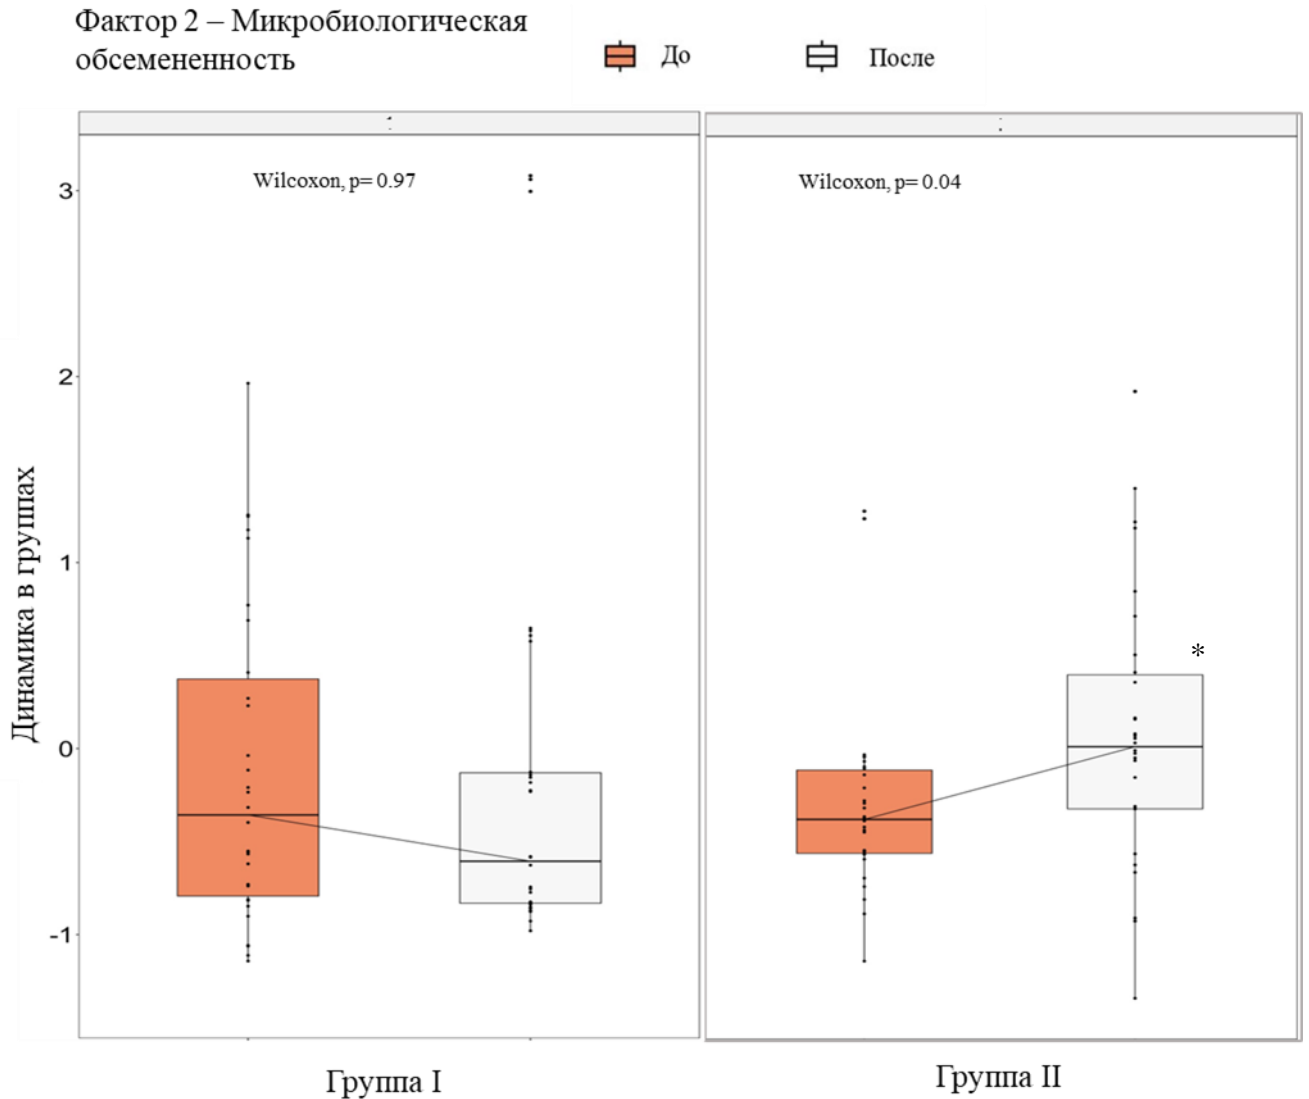 Фактор 2 – Микробиологическая
обсемененность
До
После
Wilcoxon, p= 0.97
Wilcoxon, p= 0.04
3
2
1
0
-1
*
Динамика в группах
Группа I
Группа II